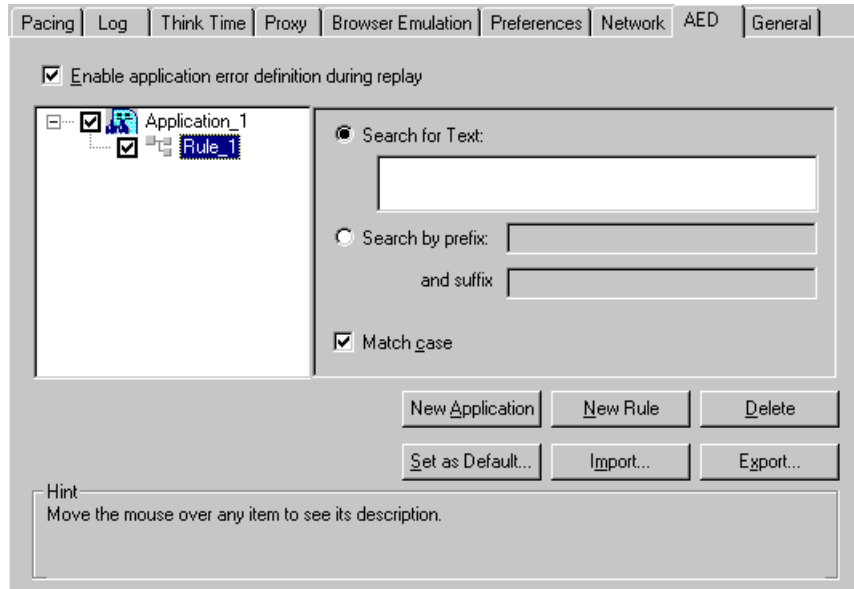 Pacing Log Think Time Proxy Browser Emulation Preferences Network AED General
Enable application error definition during replay
Application_1
Rule_1
Search for Text:
Search by prefix:
and suffix
Match case
New Application New Rule Delete
Set as Default... Import... Export...
Hint
Move the mouse over any item to see its description.